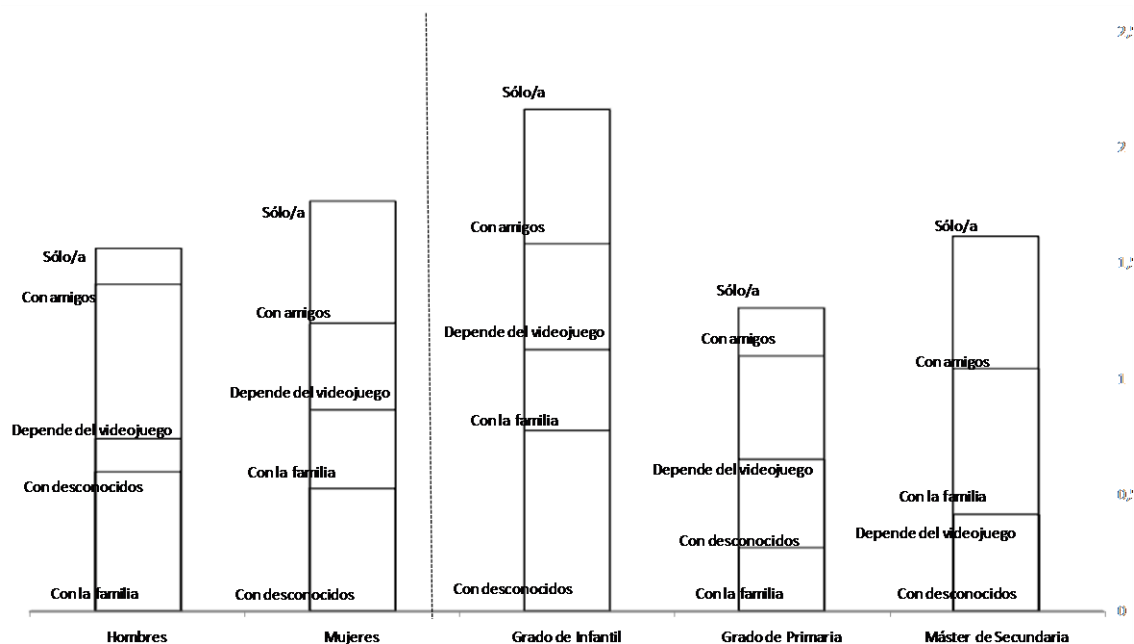 Sólo/a
Con amigos
Depende del videojuego
Con desconocidos
Con la familia
Hombres
Sólo/a
Con amigos
Depende del videojuego
Con la familia
Con desconocidos
Mujeres
Sólo/a
Con amigos
Depende del videojuego
Con la familia
Con desconocidos
Grado de Infantil
Sólo/a
Con amigos
Depende del videojuego
Con desconocidos
Con la familia
Grado de Primaria
Sólo/a
Con amigos
Con la familia
Depende del videojuego
Con desconocidos
Máster de Secundaria
2
1
0